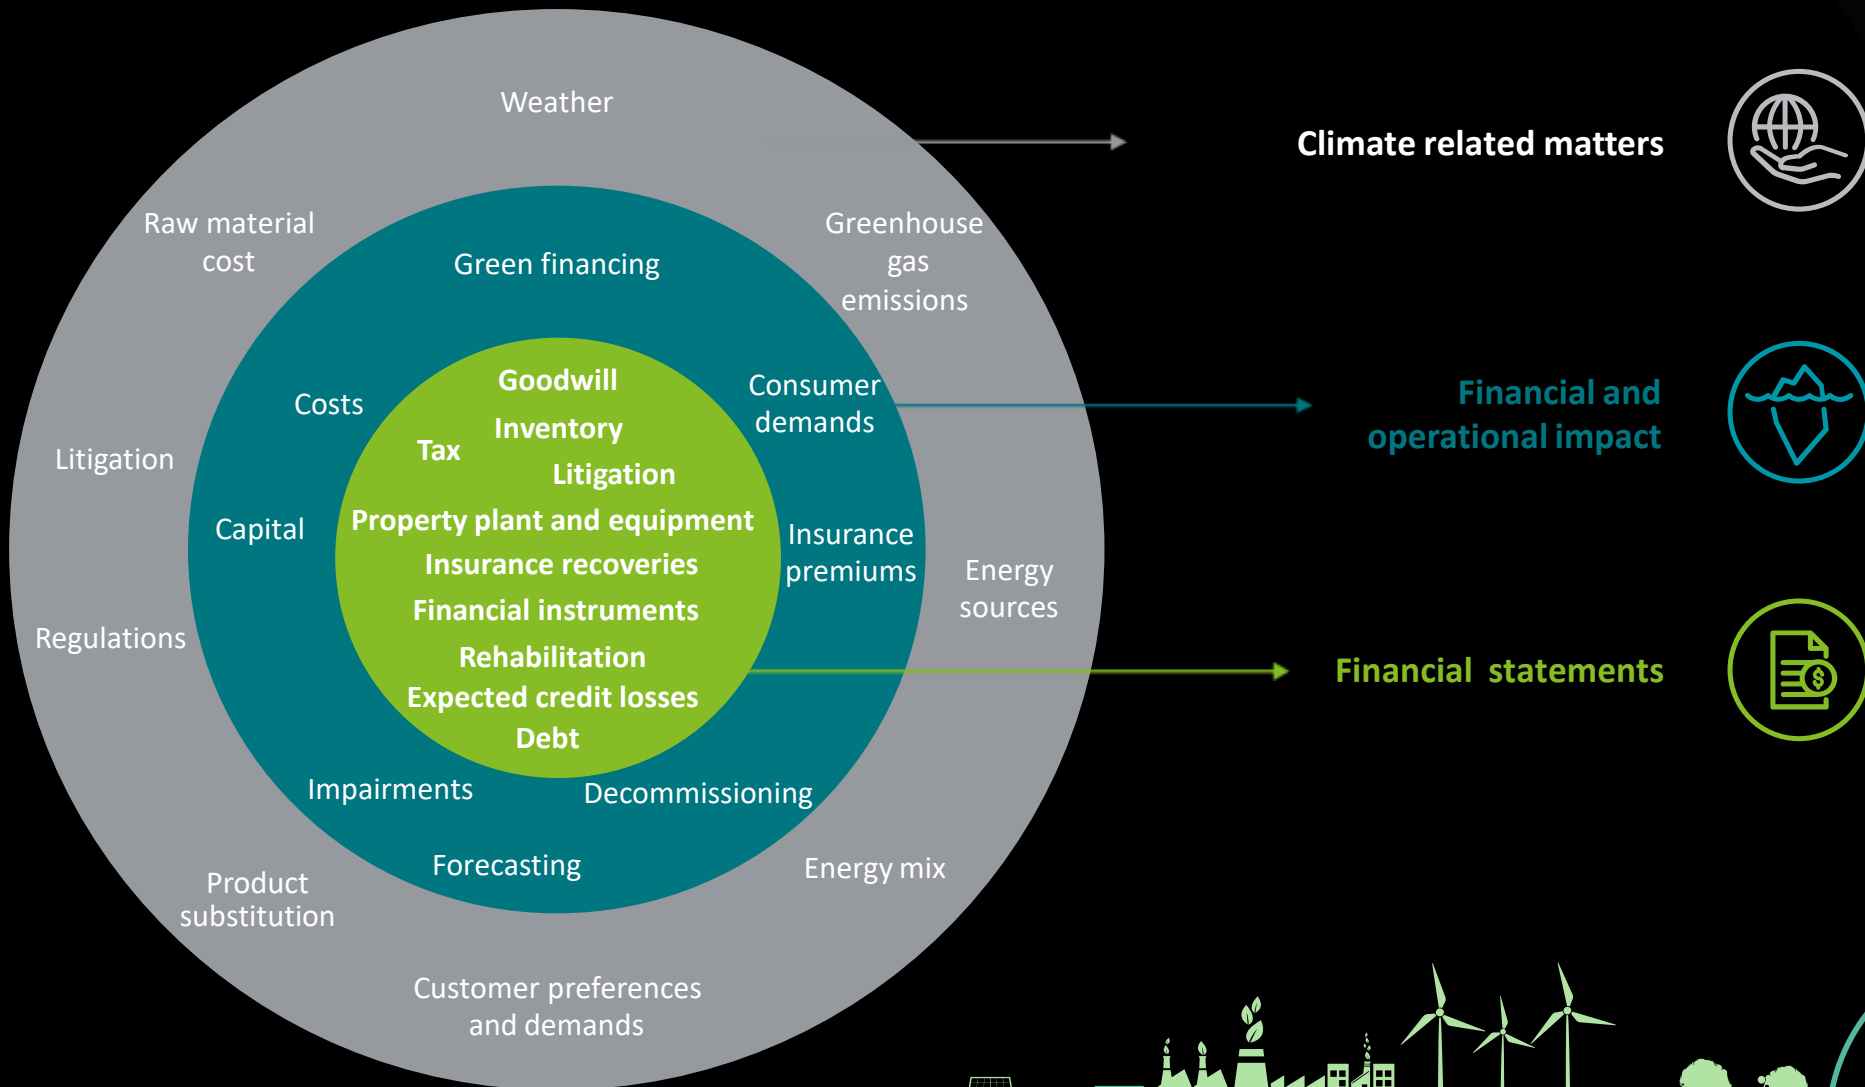 Weather
Raw material
cost
Greenhouse
gas
emissions
Litigation
Regulations
Energy
sources
Product
substitution
Energy mix
Customer preferences
and demands
Green financing
Costs
Consumer
demands
Capital
Insurance
premiums
Impairments
Decommissioning
Forecasting
Goodwill
Inventory
Tax
Litigation
Property plant and equipment
Insurance recoveries
Financial instruments
Rehabilitation
Expected credit losses
Debt
Climate related matters
Financial and
operational impact
Financial statements
$